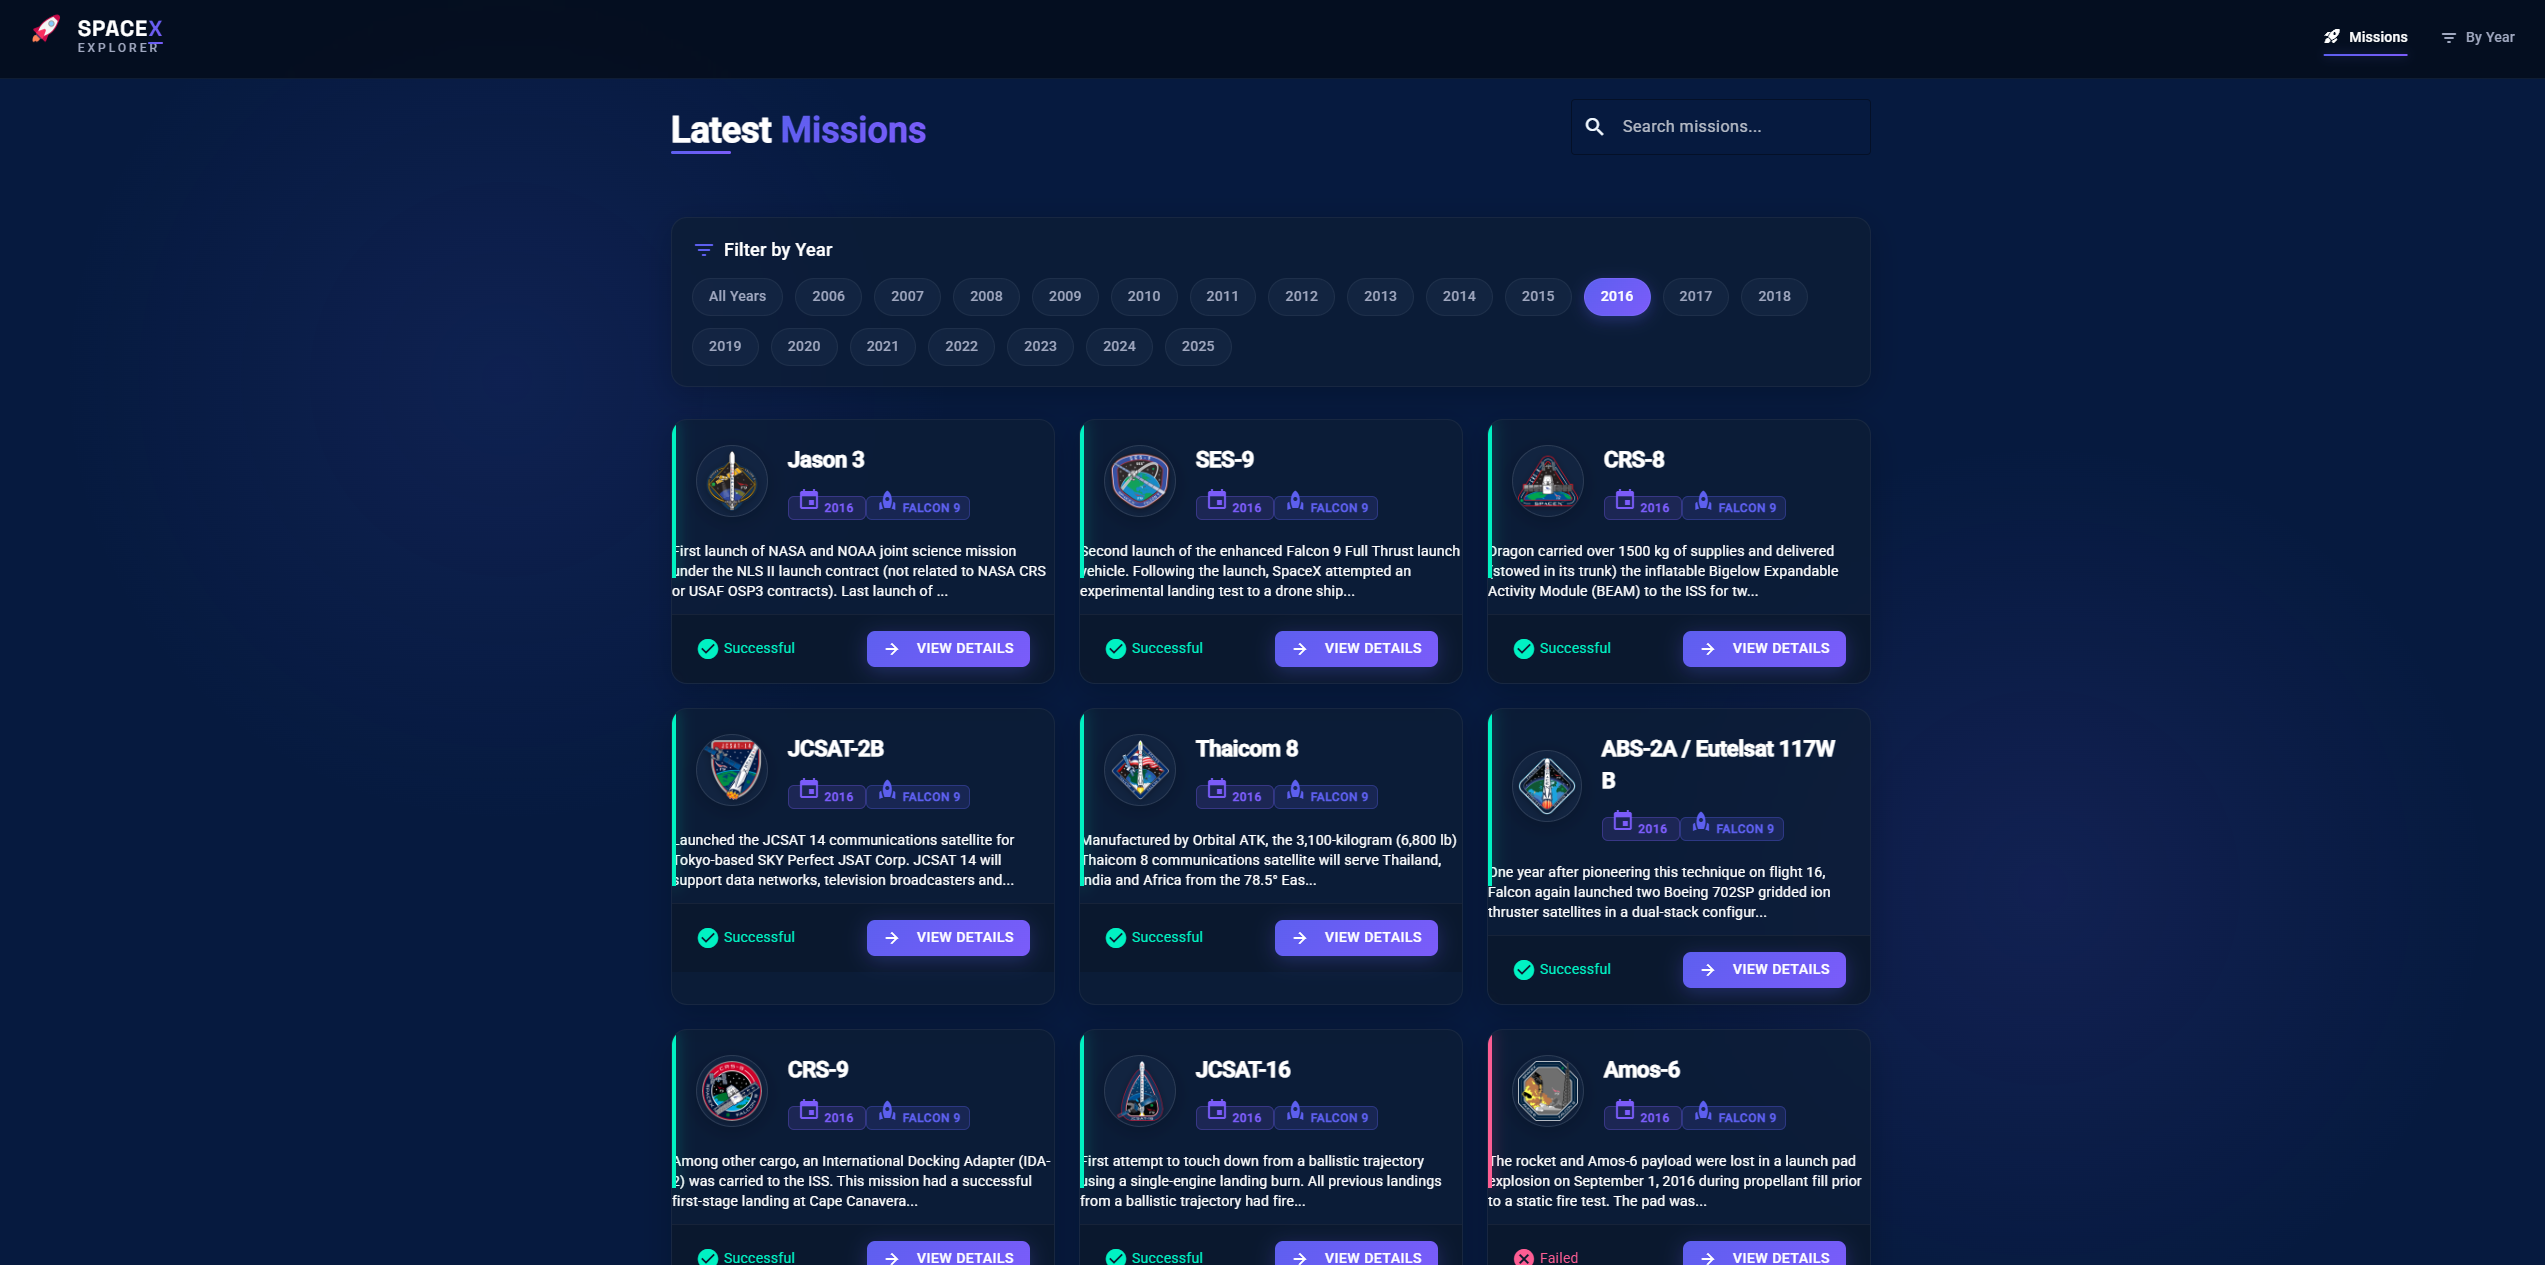 SPACEX
EXPLORER
Missions
By Year
Latest Missions
Search missions...
Filter by Year
All Years
2006
2007
2008
2009
2010
2011
2012
2013
2014
2015
2016
2017
2018
2019
2020
2021
2022
2023
2024
2025
Jason 3
2016
FALCON 9
First launch of NASA and NOAA joint science mission
under the NLS II launch contract (not related to NASA CRS
or USAF OSP3 contracts). Last launch of ...
Successful
VIEW DETAILS
SES-9
2016
FALCON 9
Second launch of the enhanced Falcon 9 Full Thrust launch
vehicle. Following the launch, SpaceX attempted an
experimental landing test to a drone ship...
Successful
VIEW DETAILS
CRS-8
2016
FALCON 9
Dragon carried over 1500 kg of supplies and delivered
(stowed in its trunk) the inflatable Bigelow Expandable
Activity Module (BEAM) to the ISS for tw...
Successful
VIEW DETAILS
JCSAT-2B
2016
FALCON 9
Launched the JCSAT 14 communications satellite for
Tokyo-based SKY Perfect JSAT Corp. JCSAT 14 will
support data networks, television broadcasters and...
Successful
VIEW DETAILS
Thaicom 8
2016
FALCON 9
Manufactured by Orbital ATK, the 3,100-kilogram (6,800 lb)
Thaicom 8 communications satellite will serve Thailand,
India and Africa from the 78.5° Eas...
Successful
VIEW DETAILS
ABS-2A / Eutelsat 117W
B
2016
FALCON 9
One year after pioneering this technique on flight 16,
Falcon again launched two Boeing 702SP gridded ion
thruster satellites in a dual-stack configur...
Successful
VIEW DETAILS
CRS-9
2016
FALCON 9
Among other cargo, an International Docking Adapter (IDA-
2) was carried to the ISS. This mission had a successful
first-stage landing at Cape Canavera...
Successful
VIEW DETAILS
JCSAT-16
2016
FALCON 9
First attempt to touch down from a ballistic trajectory
using a single-engine landing burn. All previous landings
from a ballistic trajectory had fire...
Successful
VIEW DETAILS
Amos-6
2016
FALCON 9
The rocket and Amos-6 payload were lost in a launch pad
explosion on September 1, 2016 during propellant fill prior
to a static fire test. The pad was...
Failed
VIEW DETAILS